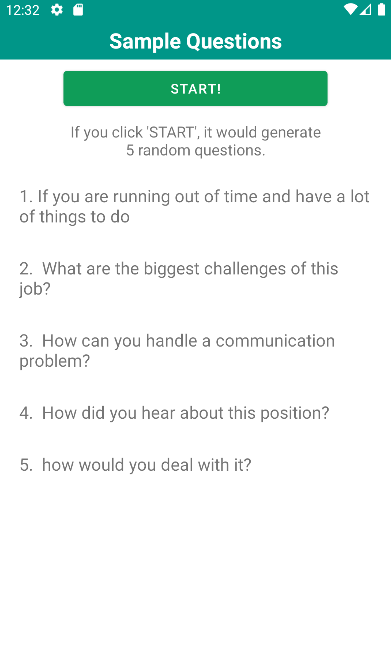 12:32
Sample Questions
START!
If you click 'START', it would generate
5 random questions.
1. If you are running out of time and have a lot
of things to do
2.  What are the biggest challenges of this
job?
3.  How can you handle a communication
problem?
4.  How did you hear about this position?
5.  how would you deal with it?